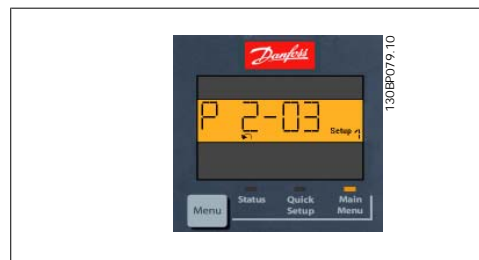 Danfoss
130BP079.10
P 2-03
Setup 1
Status
Quick Setup
Main Menu
Menu